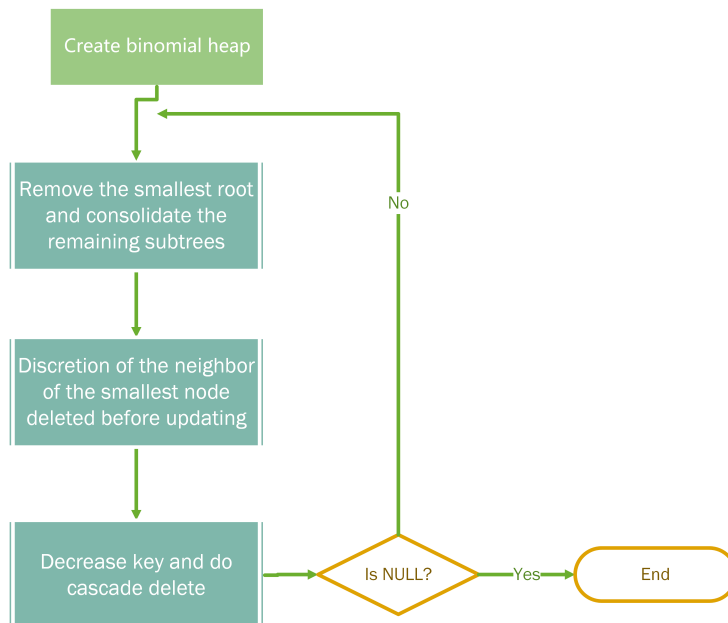 Create binomial heap
Remove the smallest root
and consolidate the
remaining subtrees
No
Discretion of the neighbor
of the smallest node
deleted before updating
Decrease key and do
cascade delete
Is NULL?
Yes
End